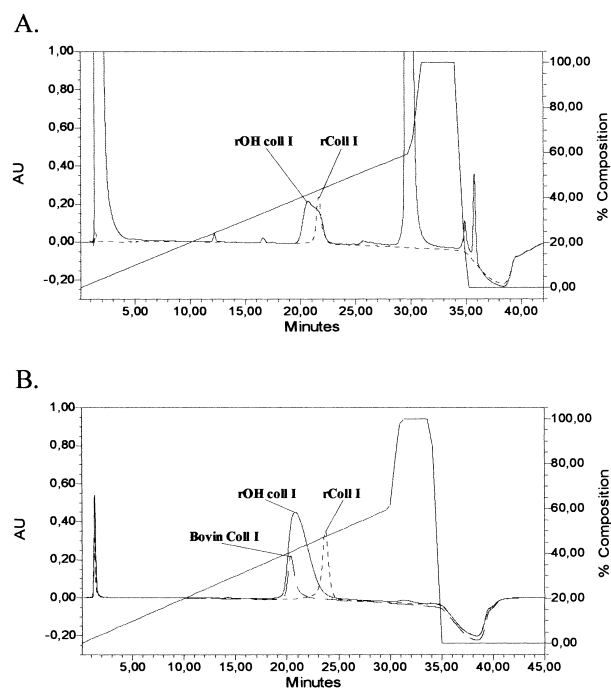 A.
1,00
0,80
0,60
0,40
0,20
0,00
-0,20
AU
rOH coll I
rColl I
100,00
80,00
60,00
40,00
20,00
0,00
% Composition
5,00 10,00 15,00 20,00 25,00 30,00 35,00 40,00
Minutes
B.
1,00
0,80
0,60
0,40
0,20
0,00
-0,20
AU
rOH coll I
rColl I
Bovin Coll I
100,00
80,00
60,00
40,00
20,00
0,00
% Composition
5,00 10,00 15,00 20,00 25,00 30,00 35,00 40,00 45,00
Minutes